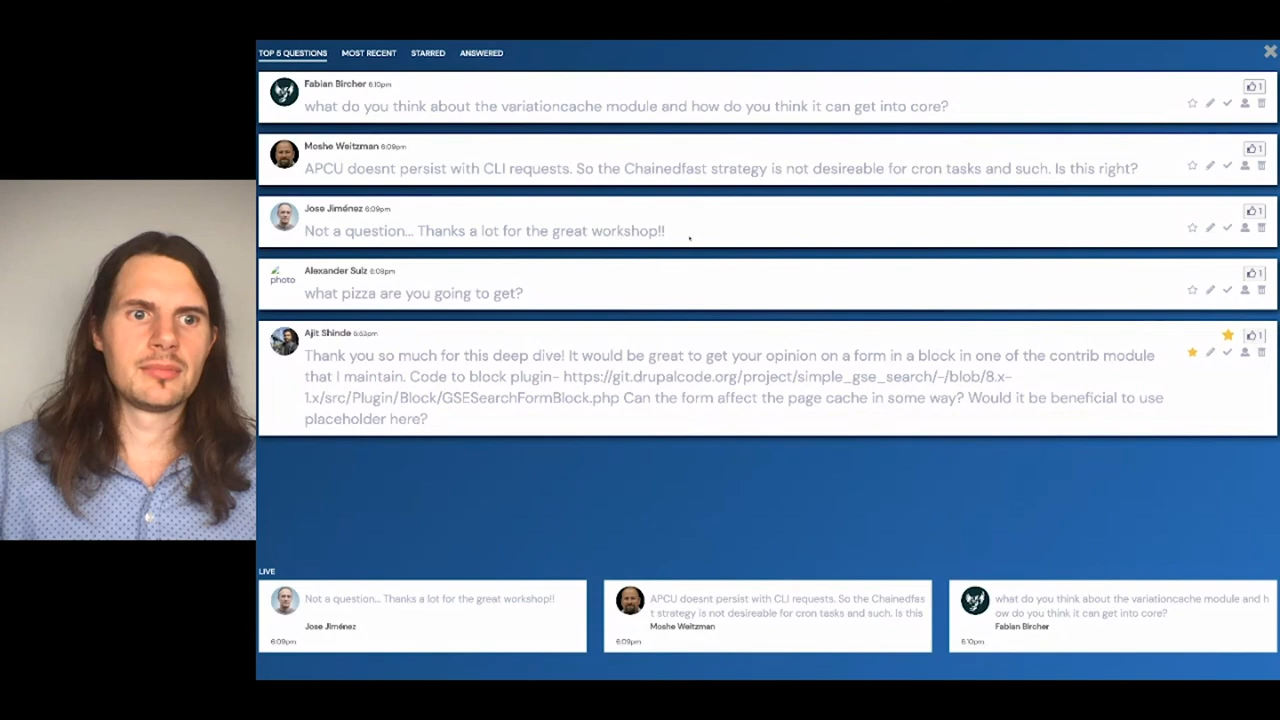 TOP 5 QUESTIONS MOST RECENT STARRED ANSWERED
Fabian Bircher 6:10pm
1
what do you think about the variationcache module and how do you think it can get into core?
Moshe Weitzman 6:09pm
1
APCU doesnt persist with CLI requests. So the Chainedfast strategy is not desireable for cron tasks and such. Is this right?
Jose Jiménez 6:09pm
1
Not a question... Thanks a lot for the great workshop!!
photo
Alexander Sulz 6:08pm
1
what pizza are you going to get?
Ajit Shinde 5:53pm
1
Thank you so much for this deep dive! It would be great to get your opinion on a form in a block in one of the contrib module
that I maintain. Code to block plugin- https://git.drupalcode.org/project/simple_gse_search/-/blob/8.x-
1.x/src/Plugin/Block/GSESearchFormBlock.php Can the form affect the page cache in some way? Would it be beneficial to use
placeholder here?
LIVE
Not a question... Thanks a lot for the great workshop!!
Jose Jiménez
6:09pm
APCU doesnt persist with CLI requests. So the Chainedfas
t strategy is not desireable for cron tasks and such. Is this
Moshe Weitzman
6:09pm
what do you think about the variationcache module and h
ow do you think it can get into core?
Fabian Bircher
6:10pm